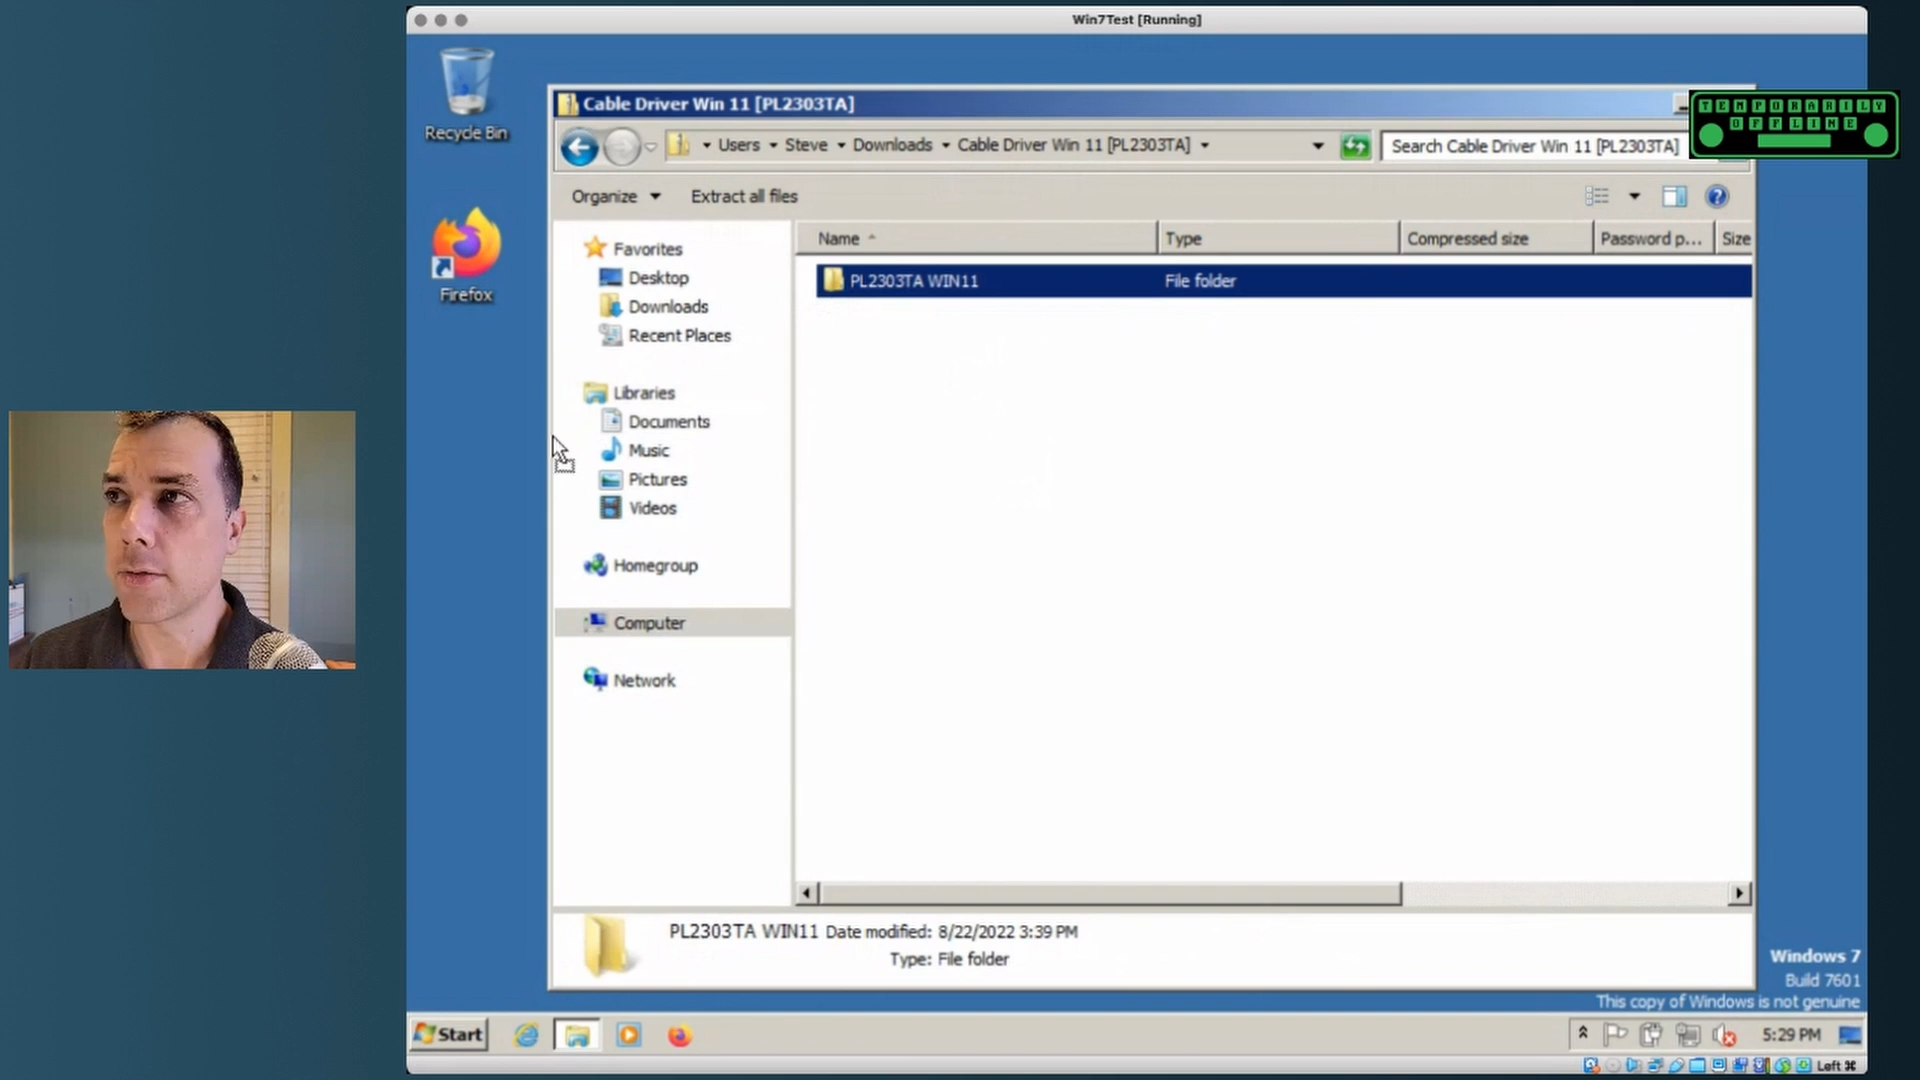 Win7Test [Running]
Recycle Bin
Firefox
Cable Driver Win 11 [PL2303TA]
Users Steve Downloads Cable Driver Win 11 [PL2303TA]
Search Cable Driver Win 11 [PL2303TA]
TEMPORARILY
OFFLINE
Organize Extract all files
Name Type Compressed size Password p... Size
PL2303TA WIN11 File folder
Favorites
Desktop
Downloads
Recent Places
Libraries
Documents
Music
Pictures
Videos
Homegroup
Computer
Network
PL2303TA WIN11 Date modified: 8/22/2022 3:39 PM
Type: File folder
Windows 7
Build 7601
This copy of Windows is not genuine
Start
5:29 PM
Left ⌘